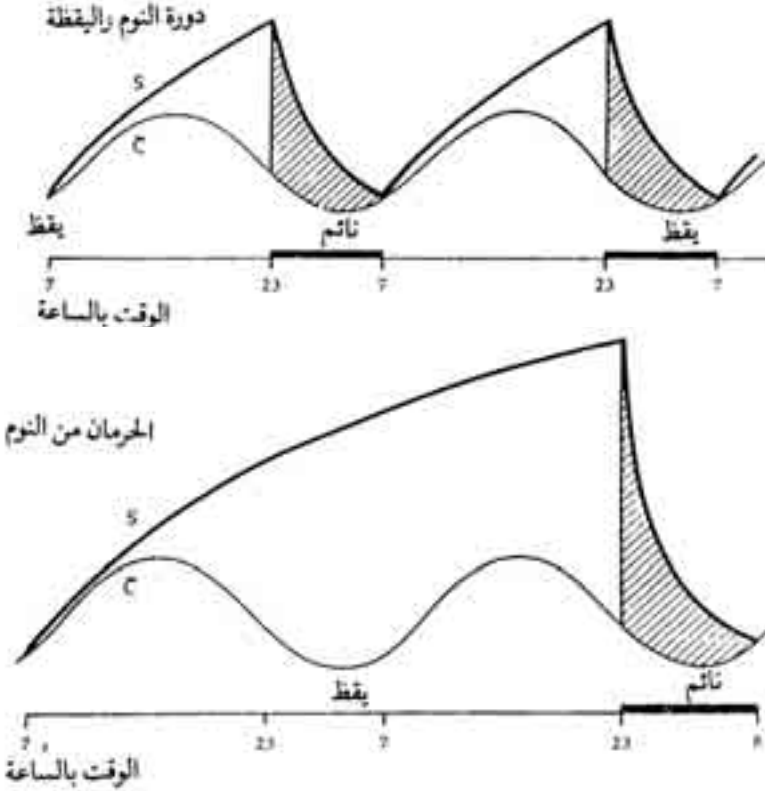 دورة النوم واليقظة
S
C
يقظ
نائم
يقظ
7 23 7 23 7
الوقت بالساعة
الحرمان من النوم
S
C
يقظ
نائم
7 23 7 23 8
الوقت بالساعة